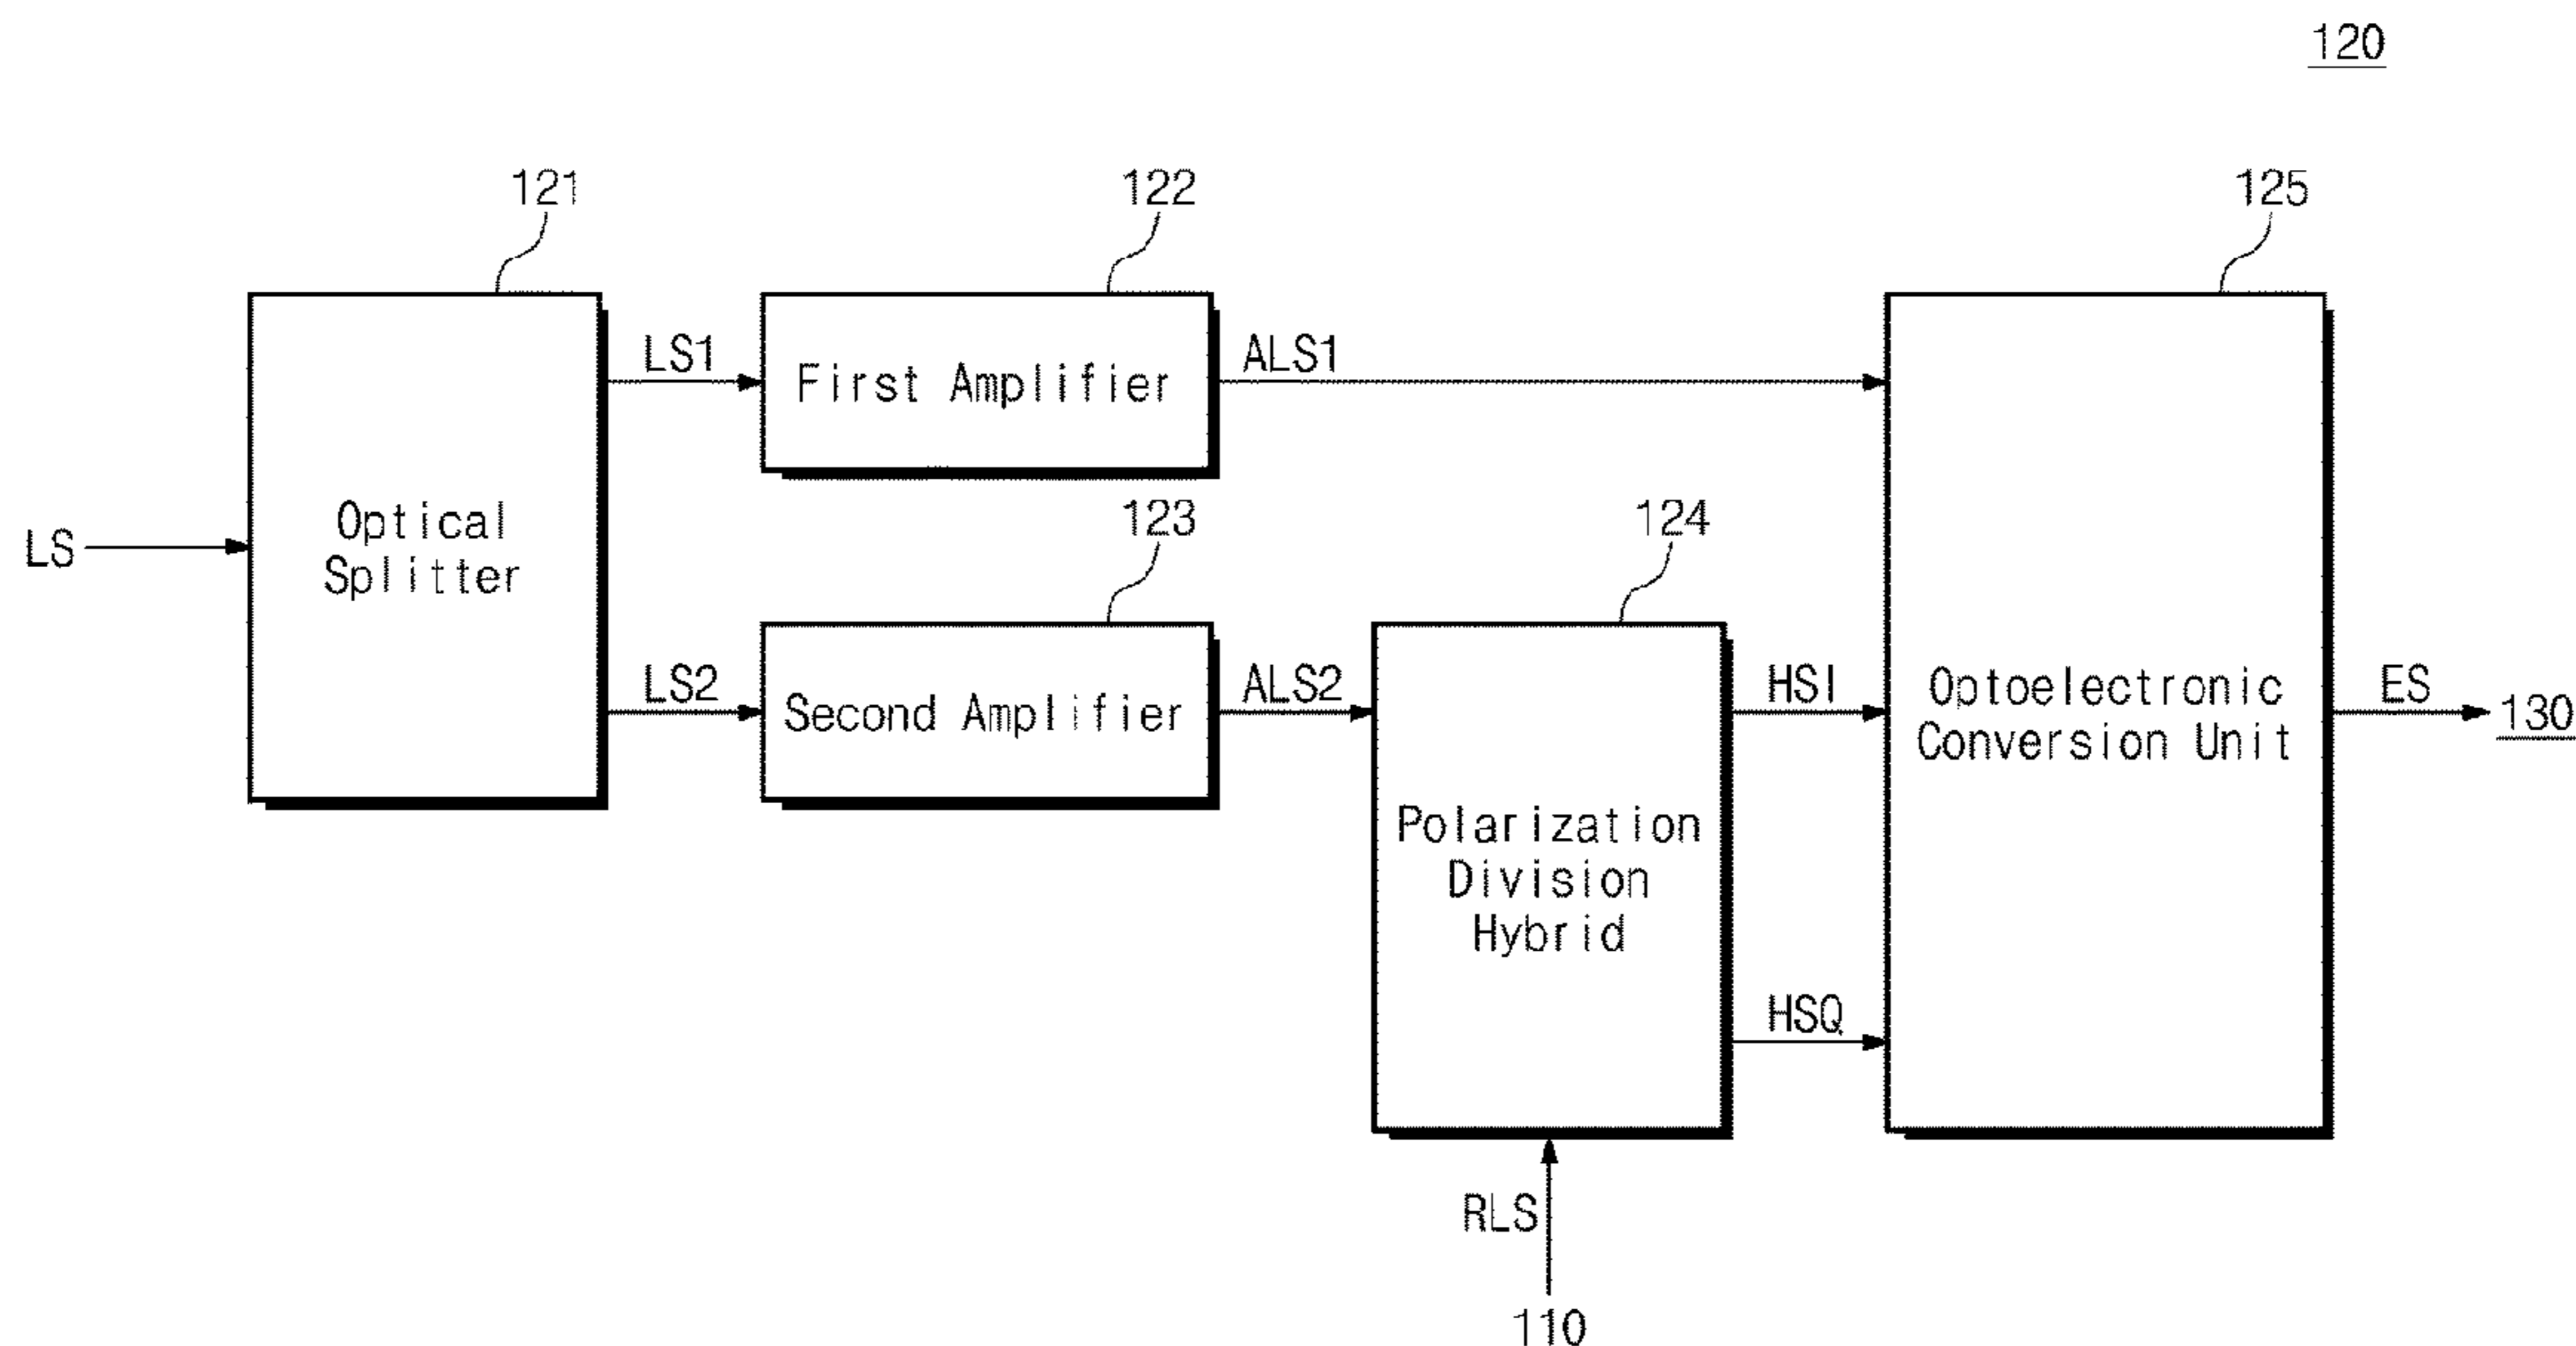 120
121
122
125
LS1
ALS1
First Amplifier
LS
Optical
Splitter
123
124
LS2
Second Amplifier
ALS2
HSI
Optoelectronic
Conversion Unit
ES
130
Polarization
Division
Hybrid
HSQ
RLS
110